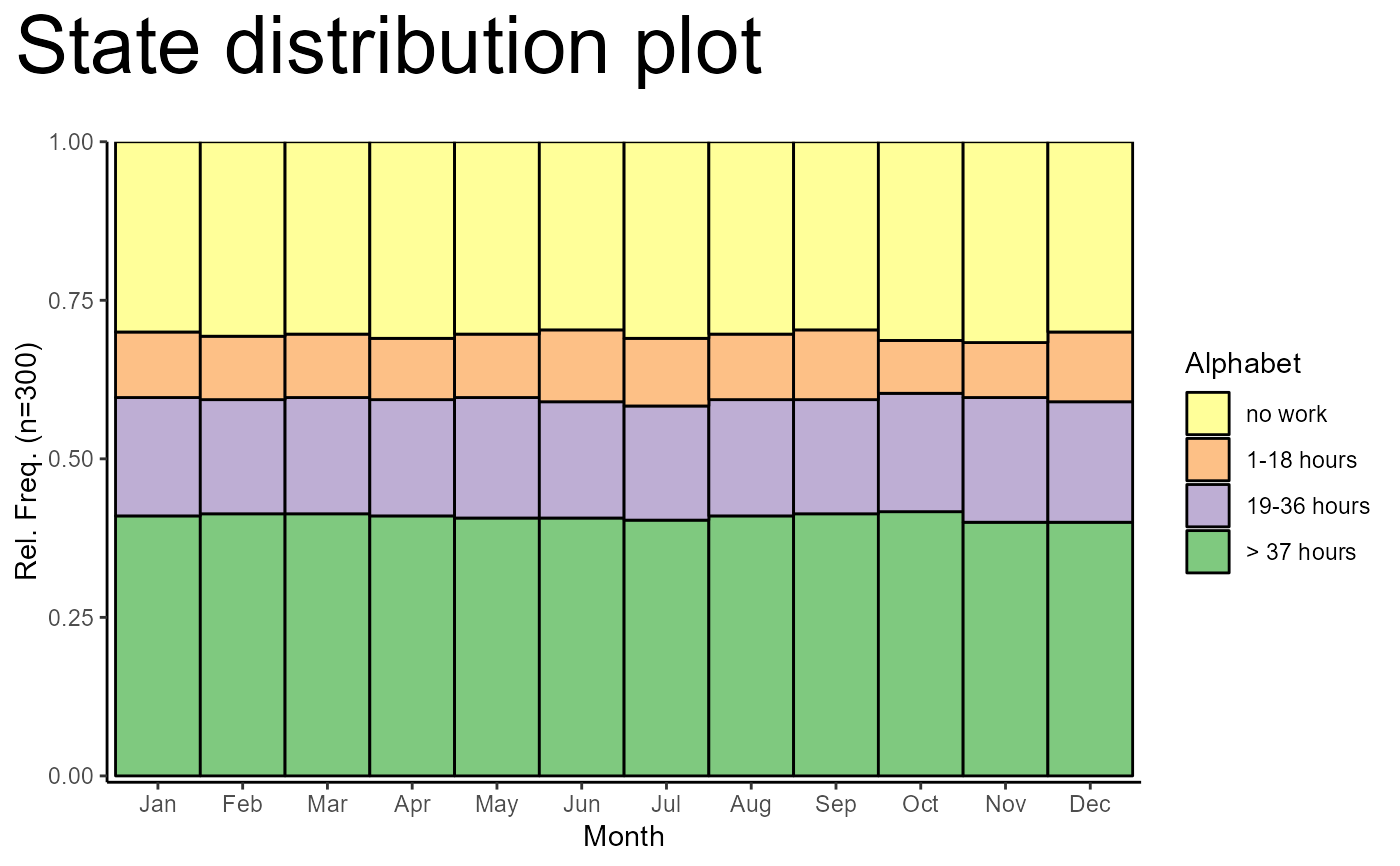 State distribution plot
1.00
0.75
0.50
0.25
0.00
Rel. Freq. (n=300)
Jan Feb Mar Apr May Jun Jul Aug Sep Oct Nov Dec
Month
Alphabet
no work
1-18 hours
19-36 hours
> 37 hours